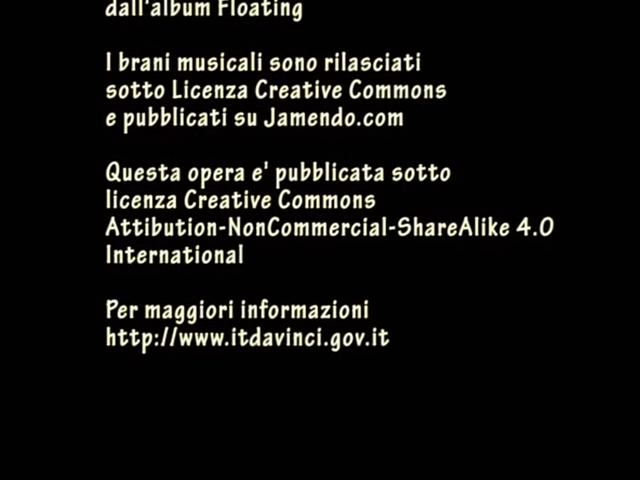 dall'album Floating
I brani musicali sono rilasciati
sotto Licenza Creative Commons
e pubblicati su Jamendo.com
Questa opera e' pubblicata sotto
licenza Creative Commons
Attibution-NonCommercial-ShareAlike 4.0
International
Per maggiori informazioni
http://www.itdavinci.gov.it